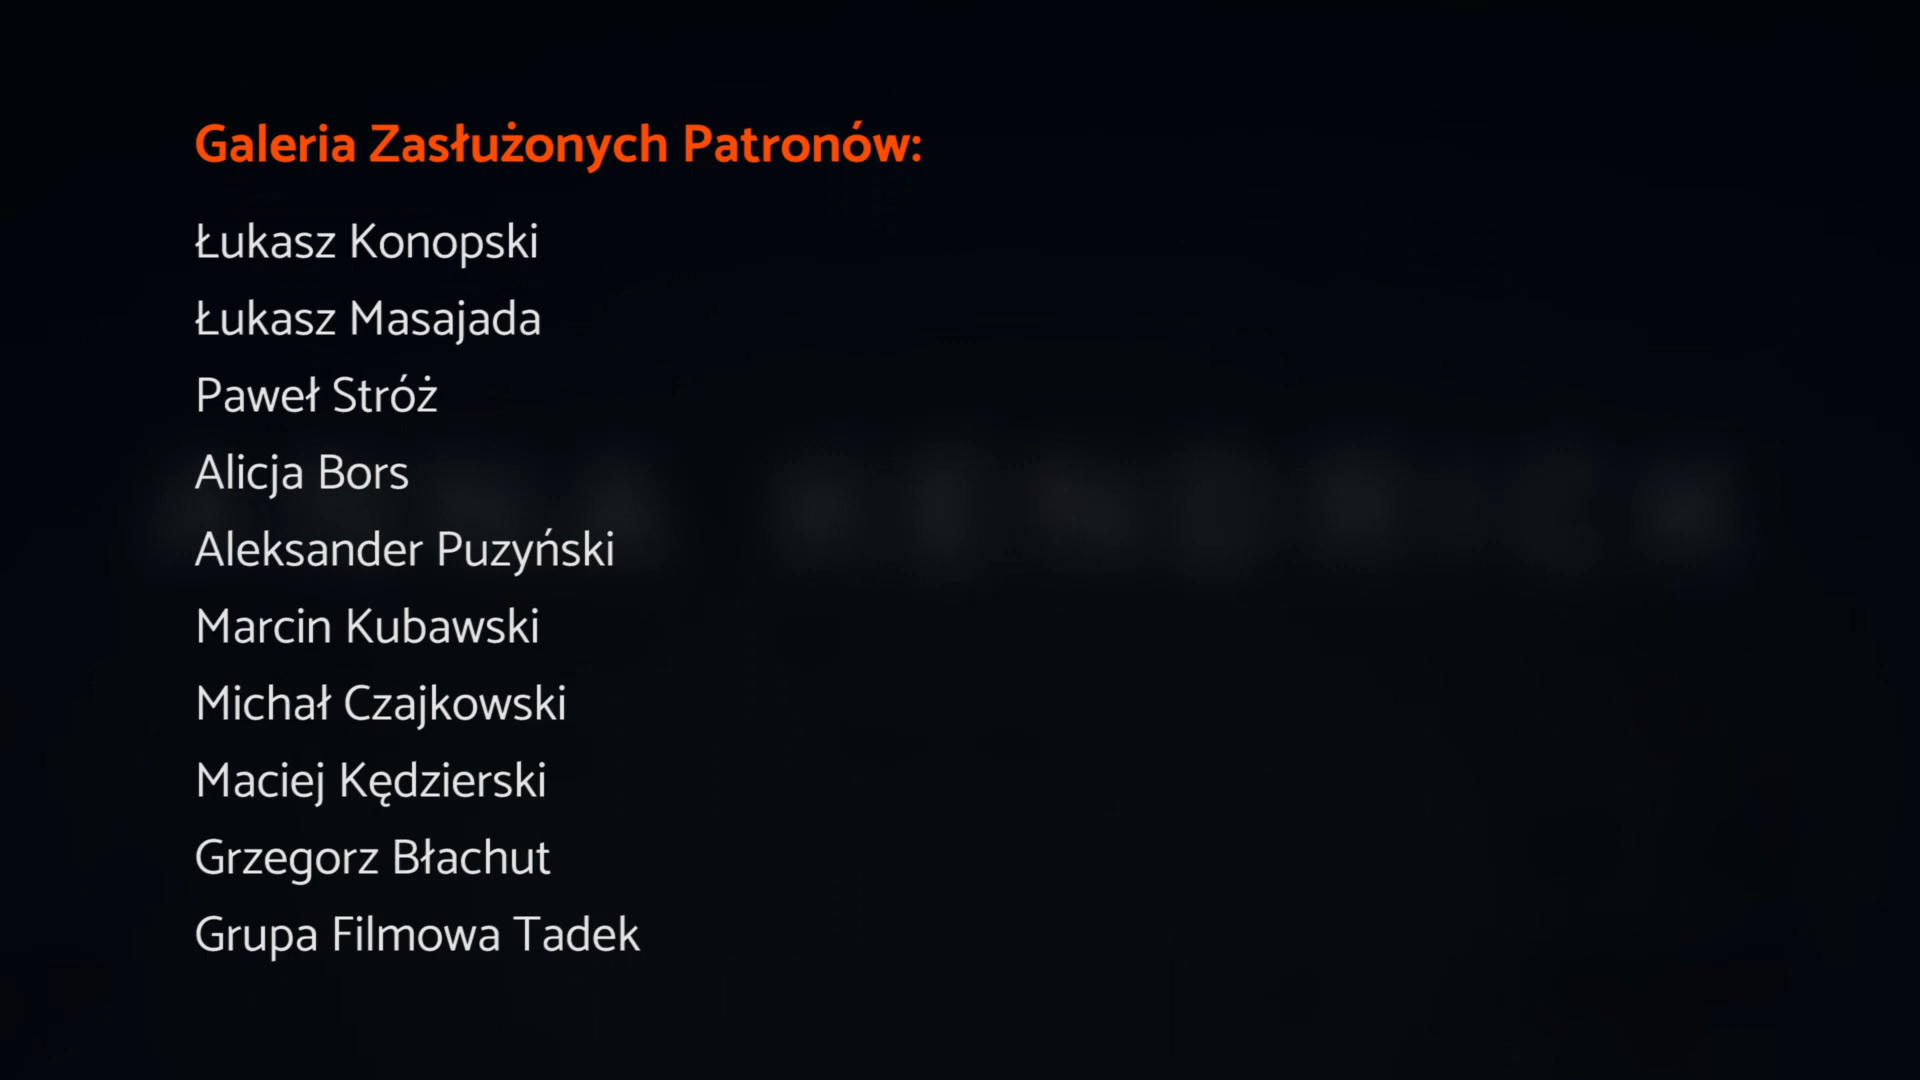 Galeria Zasłużonych Patronów:
Łukasz Konopski
Łukasz Masajada
Paweł Stróż
Alicja Bors
Aleksander Puzyński
Marcin Kubawski
Michał Czajkowski
Maciej Kędzierski
Grzegorz Błachut
Grupa Filmowa Tadek